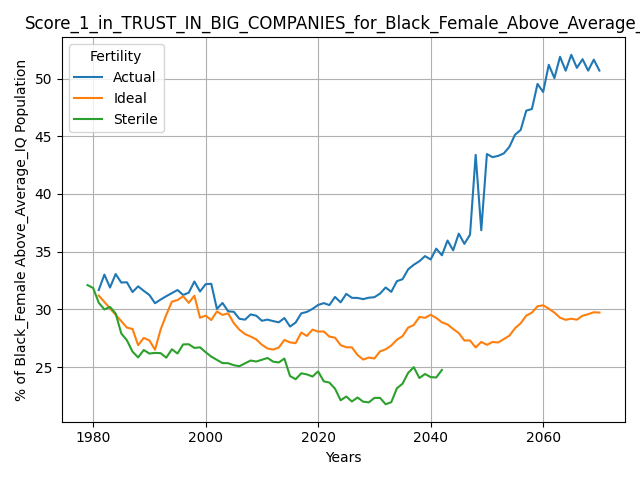 Score_1_in_TRUST_IN_BIG_COMPANIES_for_Black_Female_Above_Average_
Fertility
Actual
Ideal
Sterile
% of Black_Female Above_Average_IQ Population
50
45
40
35
30
25
1980
2000
2020
2040
2060
Years